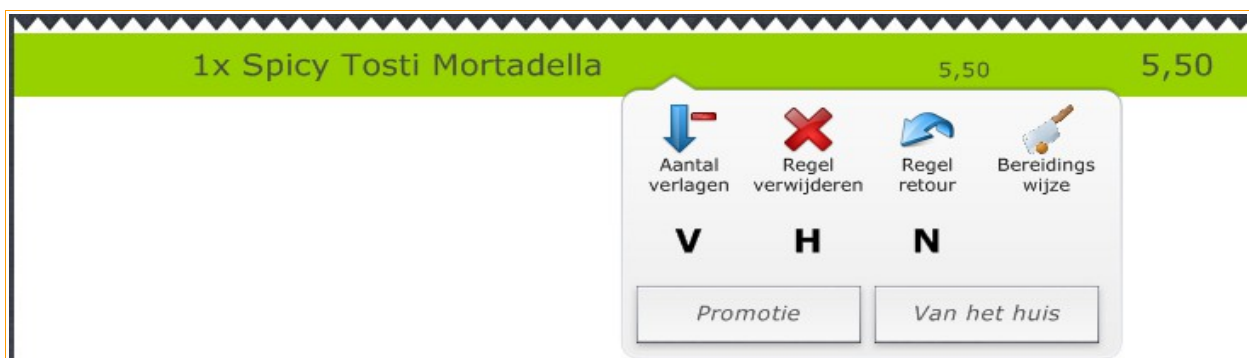 1x Spicy Tosti Mortadella 5,50 5,50
Aantal Regel Regel Bereidings
verlagen verwijderen retour wijze
V H N
Promotie Van het huis